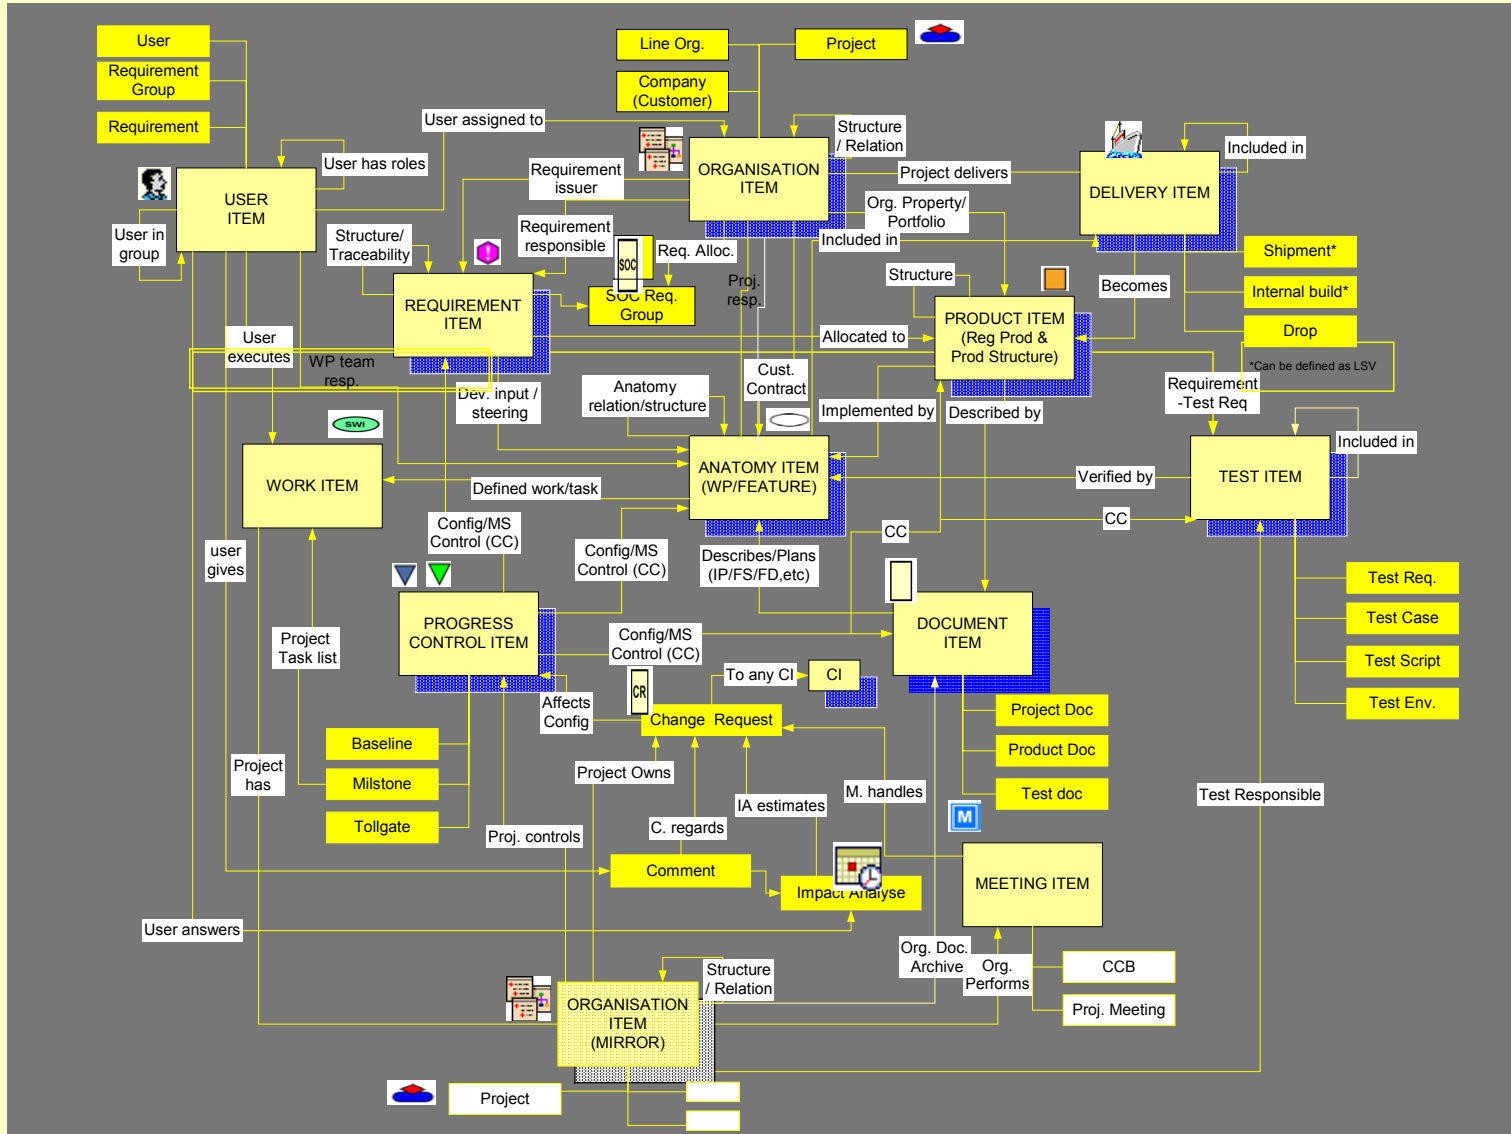 User
Requirement
Group
Requirement
Line Org.
Project
Company
(Customer)
User assigned to
Structure
/ Relation
Included in
User has roles
Requirement
issuer
ORGANISATION
ITEM
Project delivers
DELIVERY ITEM
USER
ITEM
Org. Property/
Portfolio
User in
group
Structure/
Traceability
Requirement
responsible
SOC
Req. Alloc.
Included in
Shipment*
Proj.
resp.
Structure
Becomes
Internal build*
REQUIREMENT
ITEM
SOC Req.
Group
PRODUCT ITEM
(Reg Prod &
Prod Structure)
Drop
User
executes
Allocated to
*Can be defined as LSV
WP team
resp.
Dev. input /
steering
Anatomy
relation/structure
Cust.
Contract
Implemented by
Described by
Requirement
-Test Req
swi
Included in
WORK ITEM
Defined work/task
ANATOMY ITEM
(WP/FEATURE)
Verified by
TEST ITEM
Config/MS
Control (CC)
CC
CC
user
gives
Config/MS
Control (CC)
Describes/Plans
(IP/FS/FD,etc)
Test Req.
PROGRESS
CONTROL ITEM
Config/MS
Control (CC)
DOCUMENT
ITEM
Test Case
Project
Task list
To any CI
CI
Test Script
CR
Affects
Config
Change Request
Project Doc
Test Env.
Baseline
Product Doc
Project
has
Milstone
Project Owns
IA estimates
M. handles
Test doc
Test Responsible
Tollgate
Proj. controls
C. regards
M
Comment
Impact Analyse
MEETING ITEM
User answers
Org. Doc.
Archive
Org.
Performs
CCB
Structure
/ Relation
ORGANISATION
ITEM
(MIRROR)
Proj. Meeting
Project